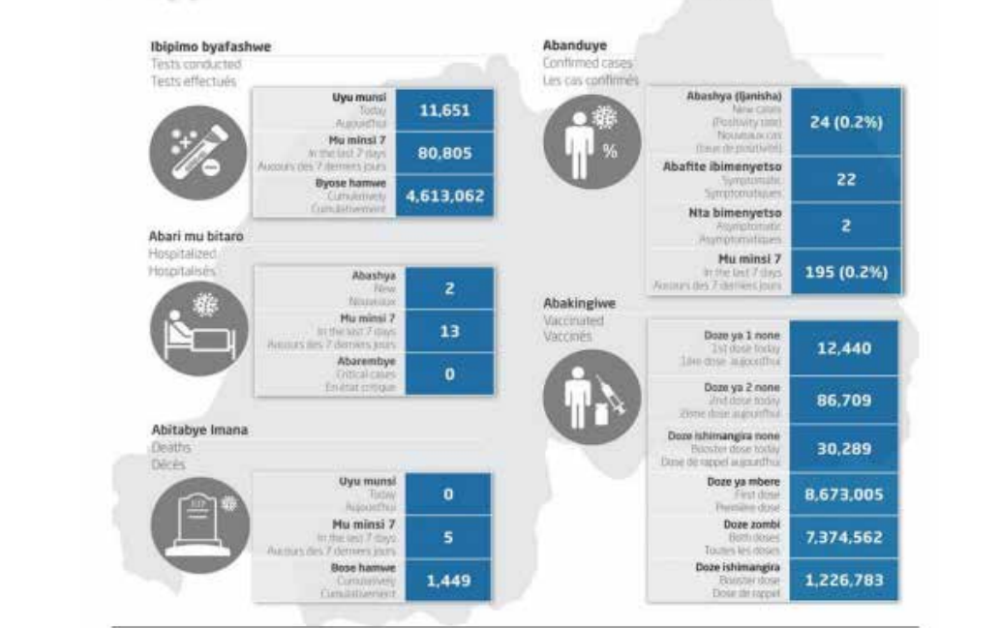 Ibipimo byafashwe
Tests conducted
Tests effectués
Uyu munsi
Today
Aujourd'hui
11,651
Mu minsi 7
In the last 7 days
Aucours des 7 derniers jours
80,805
Byose hamwe
Cumulatively
Cumulativement
4,613,062
Abari mu bitaro
Hospitalized
Hospitalisés
Abashya
New
Nouveaux
2
Mu minsi 7
In the last 7 days
Aucours des 7 derniers jours
13
Abarembye
Critical cases
En état critique
0
Abitabye Imana
Deaths
Décès
RIP
Uyu munsi
Today
Aujourd'hui
0
Mu minsi 7
In the last 7 days
Aucours des 7 derniers jours
5
Bose hamwe
Cumulatively
Cumulativement
1,449
Abanduye
Confirmed cases
Les cas confirmés
%
Abashya (Ijanisha)
New cases
(Positivity rate)
Nouveaux cas
(taux de positivité)
24 (0.2%)
Abafite ibimenyetso
Symptomatic
Symptomatiques
22
Nta bimenyetso
Asymptomatic
Asymptomatiques
2
Mu minsi 7
In the last 7 days
Aucours des 7 derniers jours
195 (0.2%)
Abakingiwe
Vaccinated
Vaccinés
Doze ya 1 none
1st dose today
1ère dose aujourd'hui
12,440
Doze ya 2 none
2nd dose today
2ème dose aujourd'hui
86,709
Doze ishimangira none
Booster dose today
Dose de rappel aujourd'hui
30,289
Doze ya mbere
First dose
Première dose
8,673,005
Doze zombi
Both doses
Toutes les doses
7,374,562
Doze ishimangira
Booster dose
Dose de rappel
1,226,783